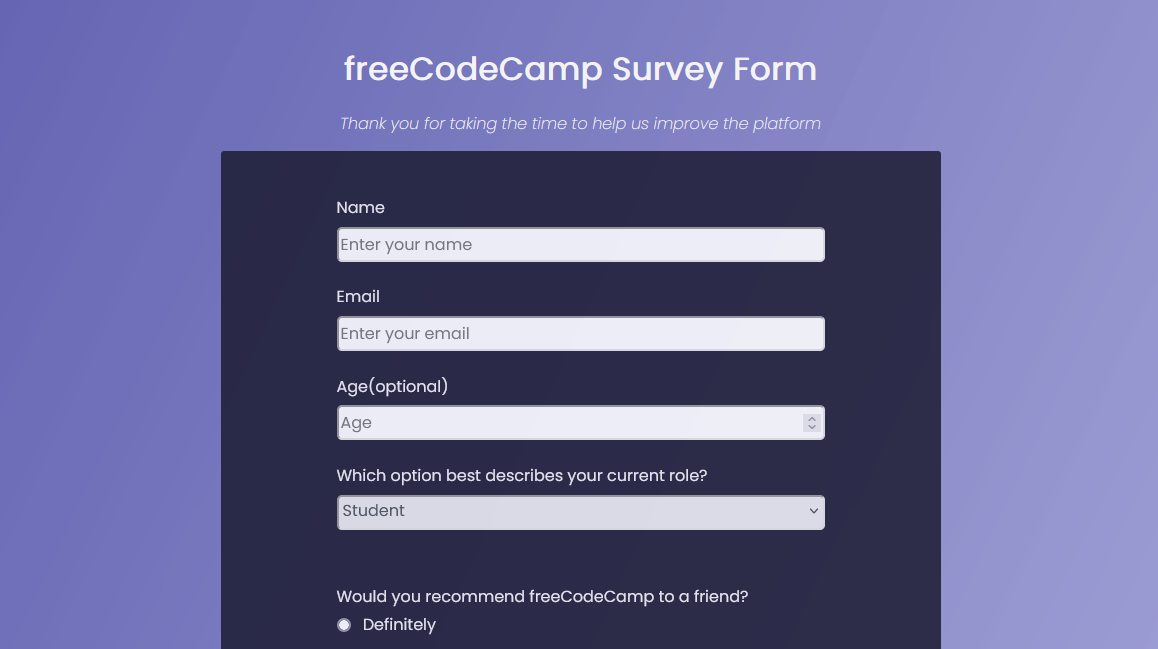 freeCodeCamp Survey Form
Thank you for taking the time to help us improve the platform
Name
Enter your name
Email
Enter your email
Age(optional)
Age
Which option best describes your current role?
Student
Would you recommend freeCodeCamp to a friend?
Definitely